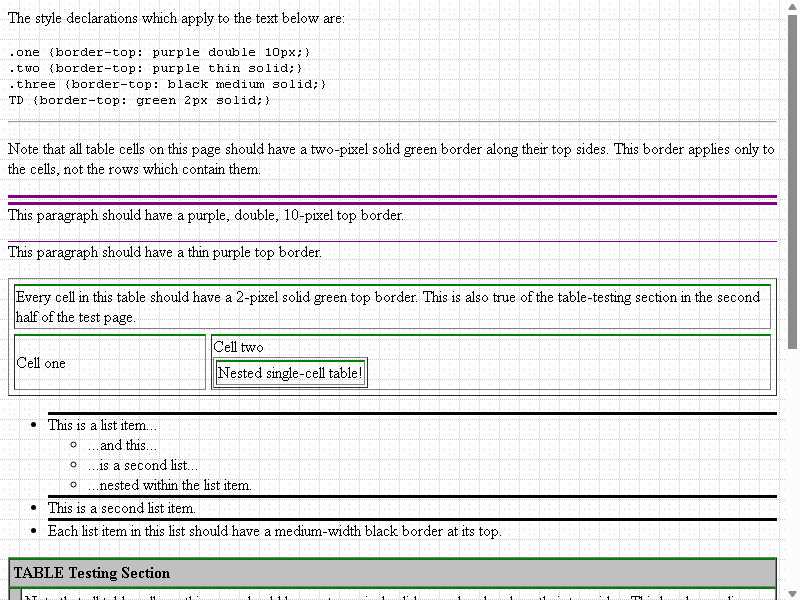 The style declarations which apply to the text below are:
.one {border-top: purple double 10px;}
.two {border-top: purple thin solid;}
.three {border-top: black medium solid;}
TD {border-top: green 2px solid;}
Note that all table cells on this page should have a two-pixel solid green border along their top sides. This border applies only to
the cells, not the rows which contain them.
This paragraph should have a purple, double, 10-pixel top border.
This paragraph should have a thin purple top border.
Every cell in this table should have a 2-pixel solid green top border. This is also true of the table-testing section in the second
half of the test page.
Cell one
Cell two
Nested single-cell table!
This is a list item...
...and this...
...is a second list...
...nested within the list item.
This is a second list item.
Each list item in this list should have a medium-width black border at its top.
TABLE Testing Section